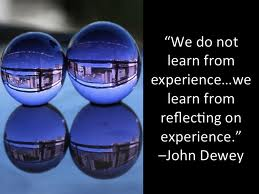 “We do not
learn from
experience...we
learn from
reflecting on
experience.”
–John Dewey